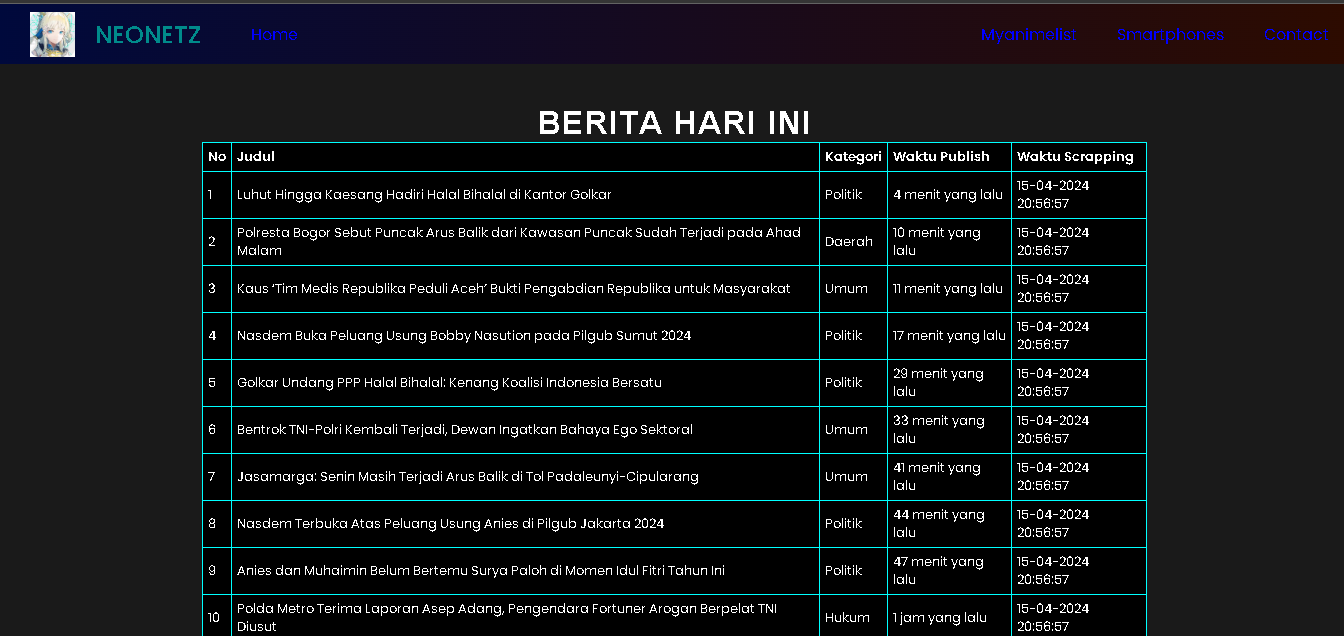 NEONETZ Home Myanimelist Smartphones Contact
BERITA HARI INI
No Judul Kategori Waktu Publish Waktu Scrapping
1 Luhut Hingga Kaesang Hadiri Halal Bihalal di Kantor Golkar Politik 4 menit yang lalu 15-04-2024
20:56:57
2 Polresta Bogor Sebut Puncak Arus Balik dari Kawasan Puncak Sudah Terjadi pada Ahad
Malam Daerah 10 menit yang
lalu 15-04-2024
20:56:57
3 Kaus ‘Tim Medis Republika Peduli Aceh’ Bukti Pengabdian Republika untuk Masyarakat Umum 11 menit yang lalu 15-04-2024
20:56:57
4 Nasdem Buka Peluang Usung Bobby Nasution pada Pilgub Sumut 2024 Politik 17 menit yang lalu 15-04-2024
20:56:57
5 Golkar Undang PPP Halal Bihalal: Kenang Koalisi Indonesia Bersatu Politik 29 menit yang
lalu 15-04-2024
20:56:57
6 Bentrok TNI-Polri Kembali Terjadi, Dewan Ingatkan Bahaya Ego Sektoral Umum 33 menit yang
lalu 15-04-2024
20:56:57
7 Jasamarga: Senin Masih Terjadi Arus Balik di Tol Padaleunyi-Cipularang Umum 41 menit yang
lalu 15-04-2024
20:56:57
8 Nasdem Terbuka Atas Peluang Usung Anies di Pilgub Jakarta 2024 Politik 44 menit yang
lalu 15-04-2024
20:56:57
9 Anies dan Muhaimin Belum Bertemu Surya Paloh di Momen Idul Fitri Tahun Ini Politik 47 menit yang
lalu 15-04-2024
20:56:57
10 Polda Metro Terima Laporan Asep Adang, Pengendara Fortuner Arogan Berpelat TNI
Diusut Hukum 1 jam yang lalu 15-04-2024
20:56:57